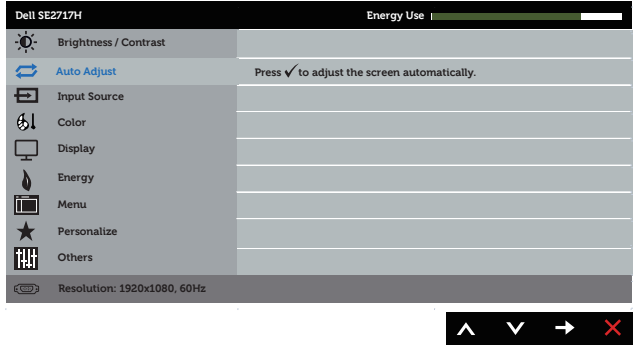 Dell SE2717H
Energy Use
Brightness / Contrast
Auto Adjust
Press ✓ to adjust the screen automatically.
Input Source
Color
Display
Energy
Menu
Personalize
Others
Resolution: 1920x1080, 60Hz